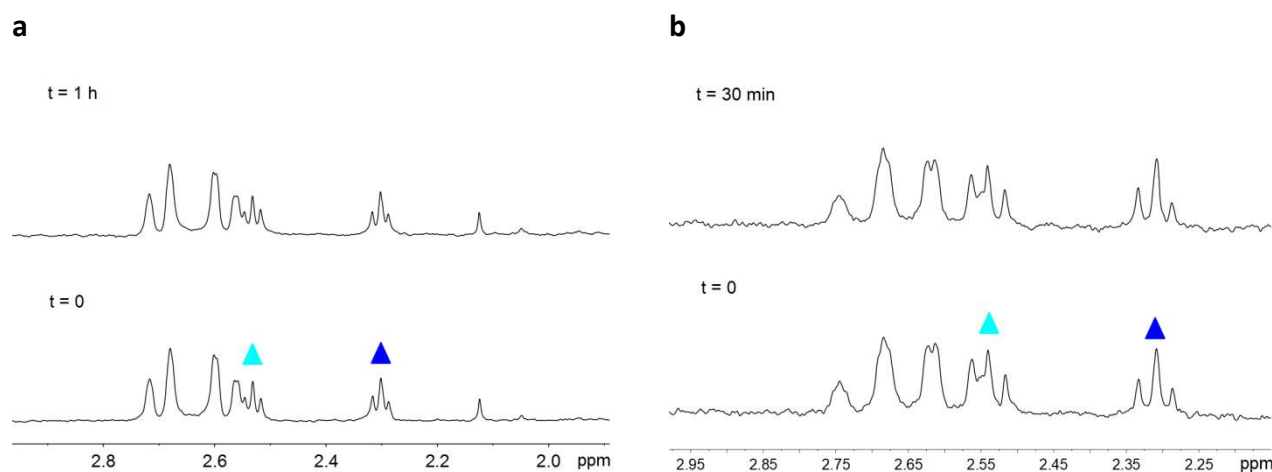 a
t = 1 h
t = 0
2.8 2.6 2.4 2.2 2.0 ppm
b
t = 30 min
t = 0
2.95 2.85 2.75 2.65 2.55 2.45 2.35 2.25 ppm